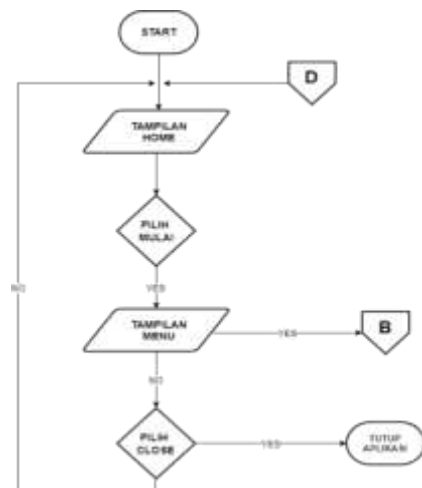 START
D
TAMPILAN
HOME
PILIH
MULAI
NO
YES
TAMPILAN
MENU
YES
B
NO
PILIH
CLOSE
YES
TUTUP
APLIKASI